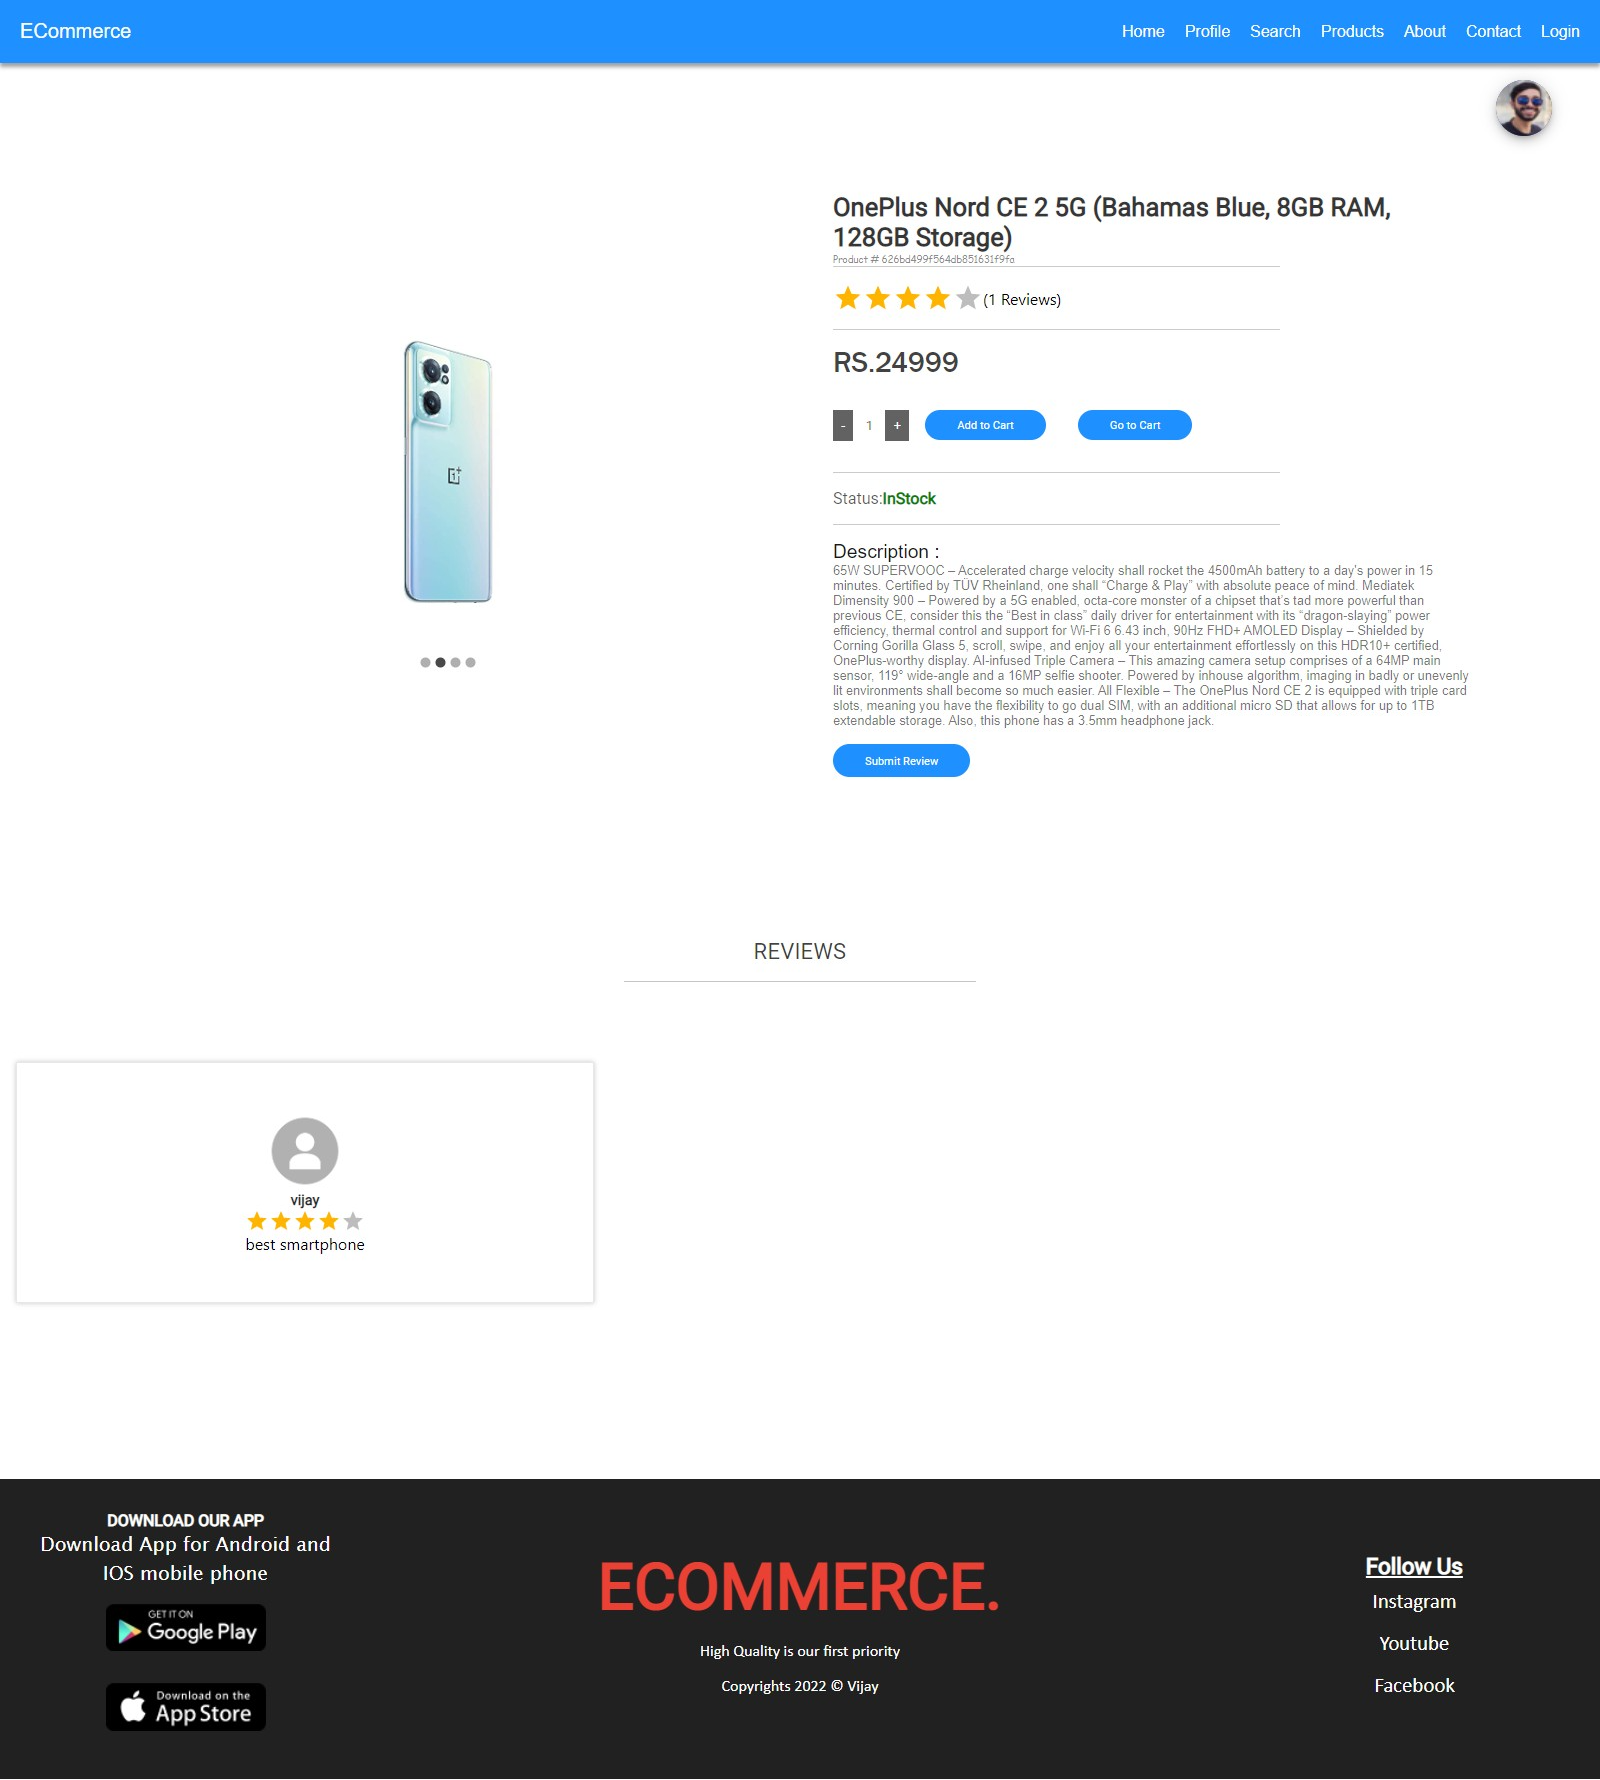 ECommerce
Home Profile Search Products About Contact Login
OnePlus Nord CE 2 5G (Bahamas Blue, 8GB RAM,
128GB Storage)
Product # 626bd499f564db851631f9fa
(1 Reviews)
RS.24999
- 1 + Add to Cart Go to Cart
Status:InStock
Description :
65W SUPERVOOC – Accelerated charge velocity shall rocket the 4500mAh battery to a day's power in 15
minutes. Certified by TÜV Rheinland, one shall “Charge & Play” with absolute peace of mind. Mediatek
Dimensity 900 – Powered by a 5G enabled, octa-core monster of a chipset that’s tad more powerful than
previous CE, consider this the “Best in class” daily driver for entertainment with its “dragon-slaying” power
efficiency, thermal control and support for Wi-Fi 6 6.43 inch, 90Hz FHD+ AMOLED Display – Shielded by
Corning Gorilla Glass 5, scroll, swipe, and enjoy all your entertainment effortlessly on this HDR10+ certified,
OnePlus-worthy display. AI-infused Triple Camera – This amazing camera setup comprises of a 64MP main
sensor, 119° wide-angle and a 16MP selfie shooter. Powered by inhouse algorithm, imaging in badly or unevenly
lit environments shall become so much easier. All Flexible – The OnePlus Nord CE 2 is equipped with triple card
slots, meaning you have the flexibility to go dual SIM, with an additional micro SD that allows for up to 1TB
extendable storage. Also, this phone has a 3.5mm headphone jack.
Submit Review
REVIEWS
vijay
best smartphone
DOWNLOAD OUR APP
Download App for Android and
IOS mobile phone
GET IT ON
Google Play
Download on the
App Store
ECOMMERCE.
High Quality is our first priority
Copyrights 2022 © Vijay
Follow Us
Instagram
Youtube
Facebook